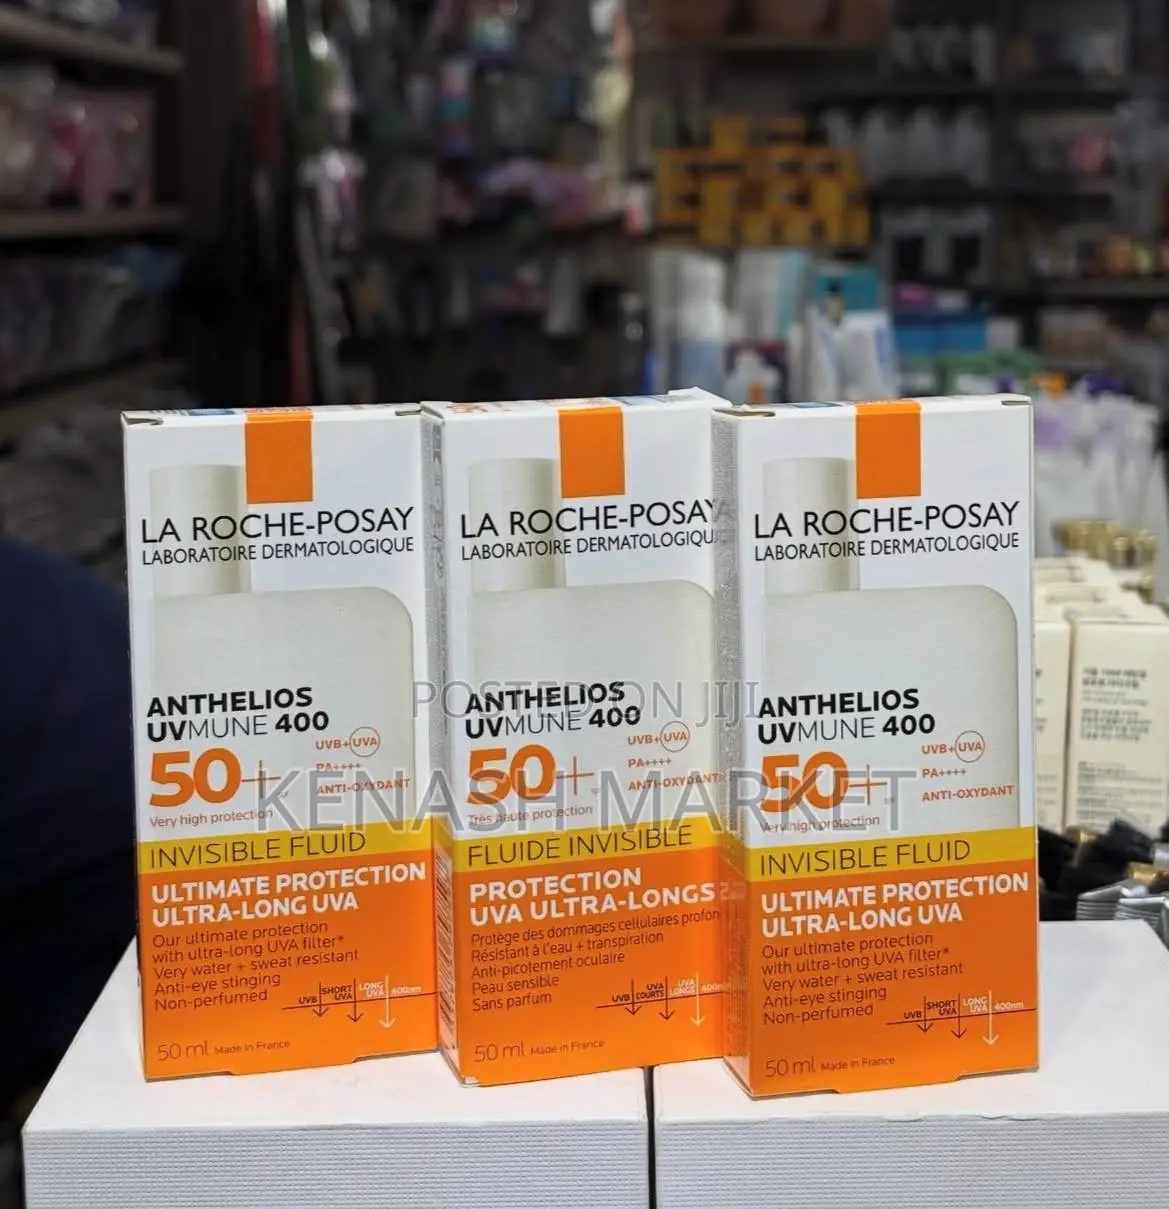 LA ROCHE-POSAY
LABORATOIRE DERMATOLOGIQUE
ANTHELIOS
UVMUNE 400
50+
Very high protection
UVB+UVA
PA++++
ANTI-OXYDANT
INVISIBLE FLUID
ULTIMATE PROTECTION
ULTRA-LONG UVA
Our ultimate protection
with ultra-long UVA filter*
Very water + sweat resistant
Anti-eye stinging
Non-perfumed
UVB
SHORT
UVA
LONG
UVA
400nm
50 ml Made in France
LA ROCHE-POSAY
LABORATOIRE DERMATOLOGIQU
ANTHELIOS
UVMUNE 400
50+
Très haute protection
UVB+UVA
PA++++
ANTI-OXYDANT
FLUIDE INVISIBLE
PROTECTION
UVA ULTRA-LONGS
Protège des dommages cellulaires profon
Résistant à l'eau + transpiration
Anti-picotement oculaire
Peau sensible
Sans parfum
UVB
UVA
COURTS
UVA
LONGS
400nm
50 ml Made in France
LA ROCHE-POSAY
LABORATOIRE DERMATOLOGIQUE
ANTHELIOS
UVMUNE 400
50+
Very high protection
UVB+UVA
PA++++
ANTI-OXYDANT
INVISIBLE FLUID
ULTIMATE PROTECTION
ULTRA-LONG UVA
Our ultimate protection
with ultra-long UVA filter*
Very water + sweat resistant
Anti-eye stinging
Non-perfumed
UVB
SHORT
UVA
LONG
UVA
400nm
50 ml Made in France
POSTED ON JIJI
KENASH MARKET